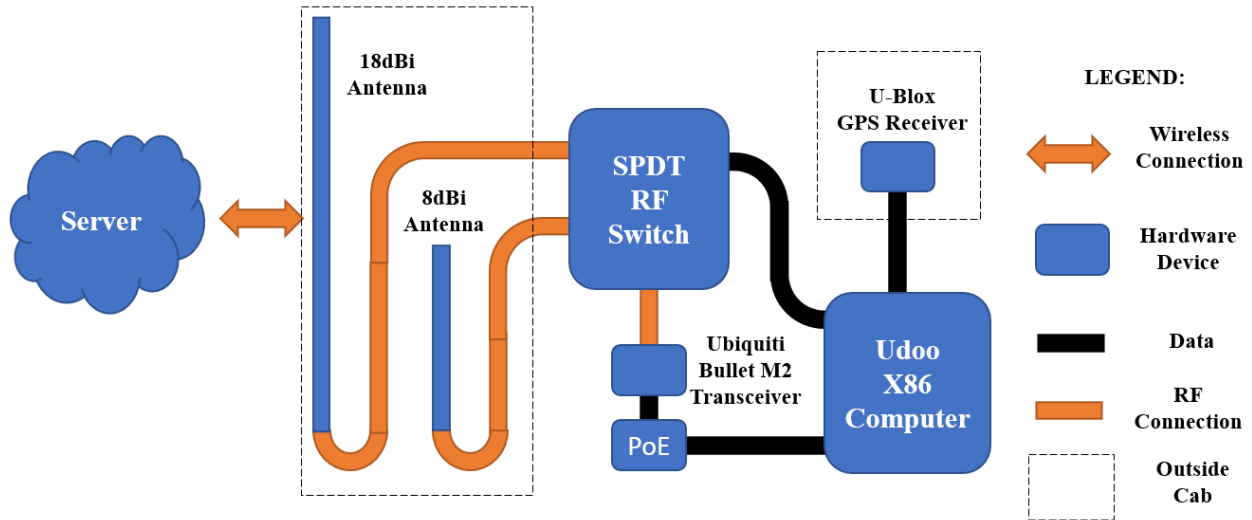 Server
18dBi
Antenna
8dBi
Antenna
SPDT
RF
Switch
Ubiquiti
Bullet M2
Transceiver
PoE
U-Blox
GPS Receiver
Udoo
X86
Computer
LEGEND:
Wireless
Connection
Hardware
Device
Data
RF
Connection
Outside
Cab